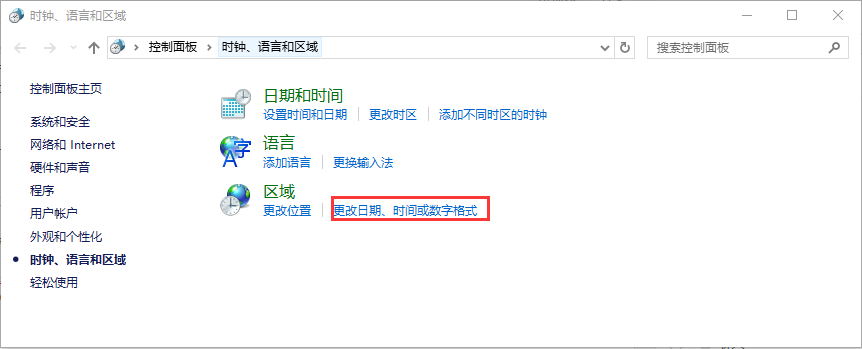 时钟、语言和区域
控制面板 时钟、语言和区域 搜索控制面板
控制面板主页
系统和安全
网络和 Internet
硬件和声音
程序
用户帐户
外观和个性化
时钟、语言和区域
轻松使用
日期和时间
设置时间和日期 更改时区 添加不同时区的时钟
语言
添加语言 更换输入法
区域
更改位置 更改日期、时间或数字格式